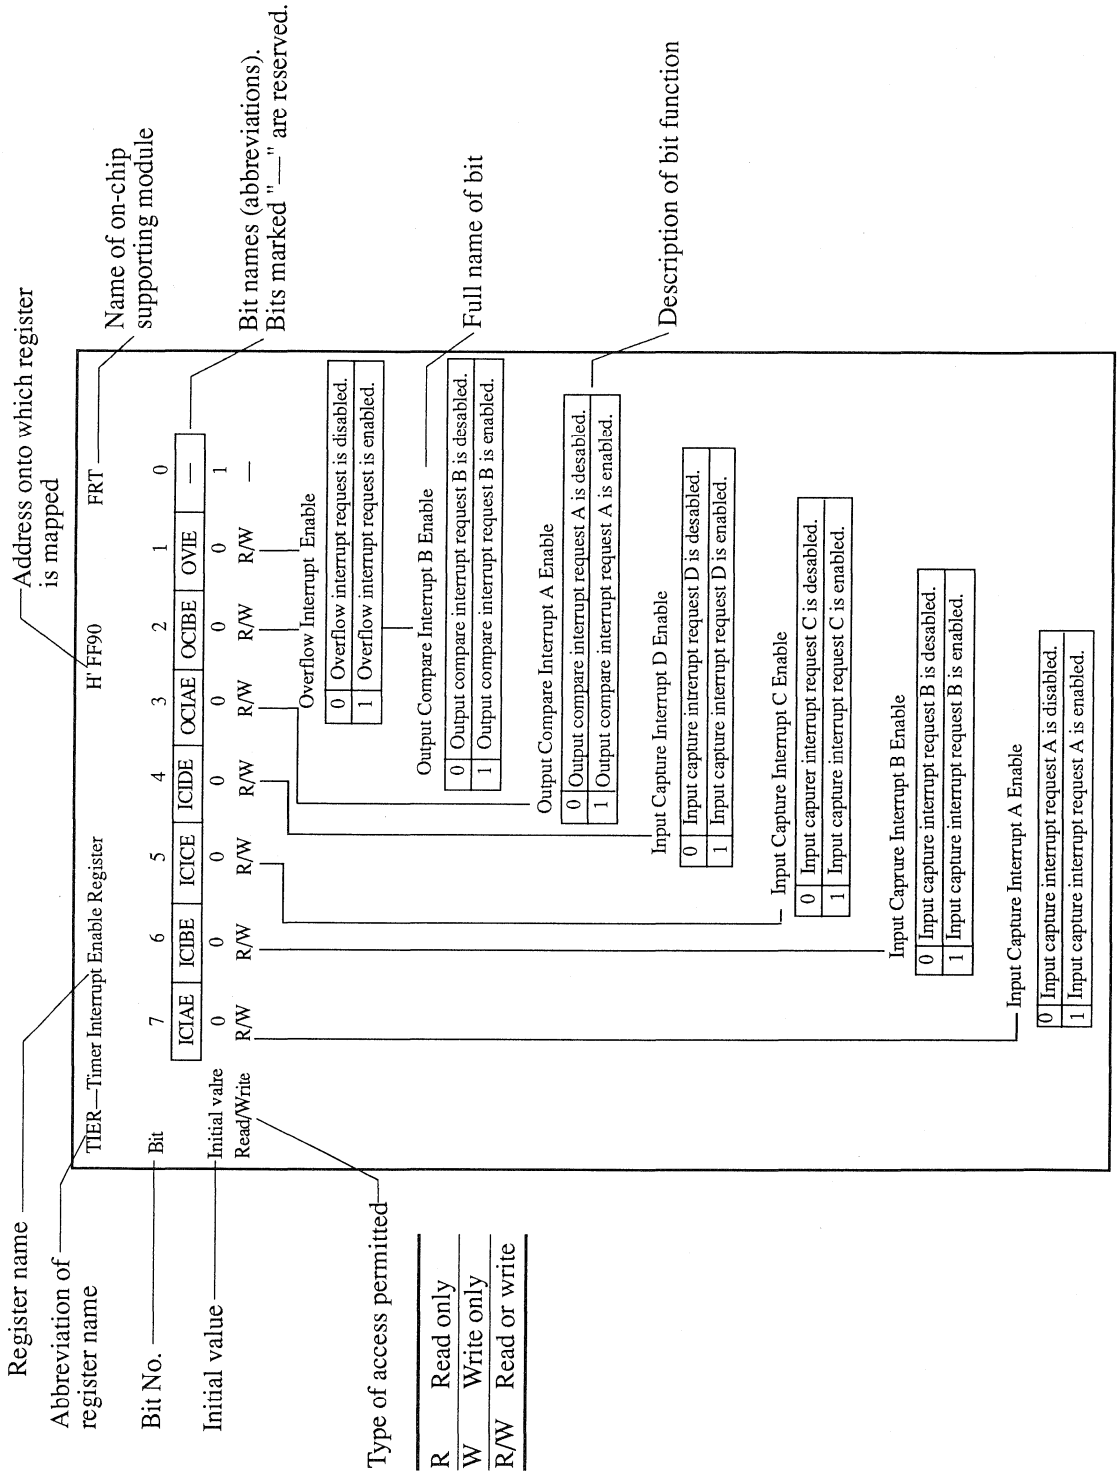 Register name
Abbreviation of
register name
Bit No.
Initial value
Type of access permitted
R Read only
W Write only
R/W Read or write
Address onto which register
is mapped
Name of on-chip
supporting module
Bit names (abbreviations).
Bits marked "—" are reserved.
Full name of bit
Description of bit function
TIER—Timer Interrupt Enable Register H' FF90 FRT
Bit 7 6 5 4 3 2 1 0
ICIAE ICIBE ICICE ICIDE OCIAE OCIBE OVIE —
Initial valre 0 0 0 0 0 0 0 1
Read/Write R/W R/W R/W R/W R/W R/W R/W —
Overflow Interrupt Enable
0 Overflow interrupt request is disabled.
1 Overflow interrupt request is enabled.
Output Compare Interrupt B Enable
0 Output compare interrupt request B is desabled.
1 Output compare interrupt request B is enabled.
Output Compare Interrupt A Enable
0 Output compare interrupt request A is desabled.
1 Output compare interrupt request A is enabled.
Input Capture Interrupt D Enable
0 Input capture intrerrupt request D is desabled.
1 Input capture interrupt request D is enabled.
Input Capture Interrupt C Enable
0 Input capurer interrupt request C is desabled.
1 Input capture interrupt request C is enabled.
Input Caprure Interrupt B Enable
0 Input capture interrupt request B is desabled.
1 Input capture interrupt request B is enabled.
Input Capture Interrupt A Enable
0 Input capture interrupt request A is disabled.
1 Input capture interrupt request A is enabled.